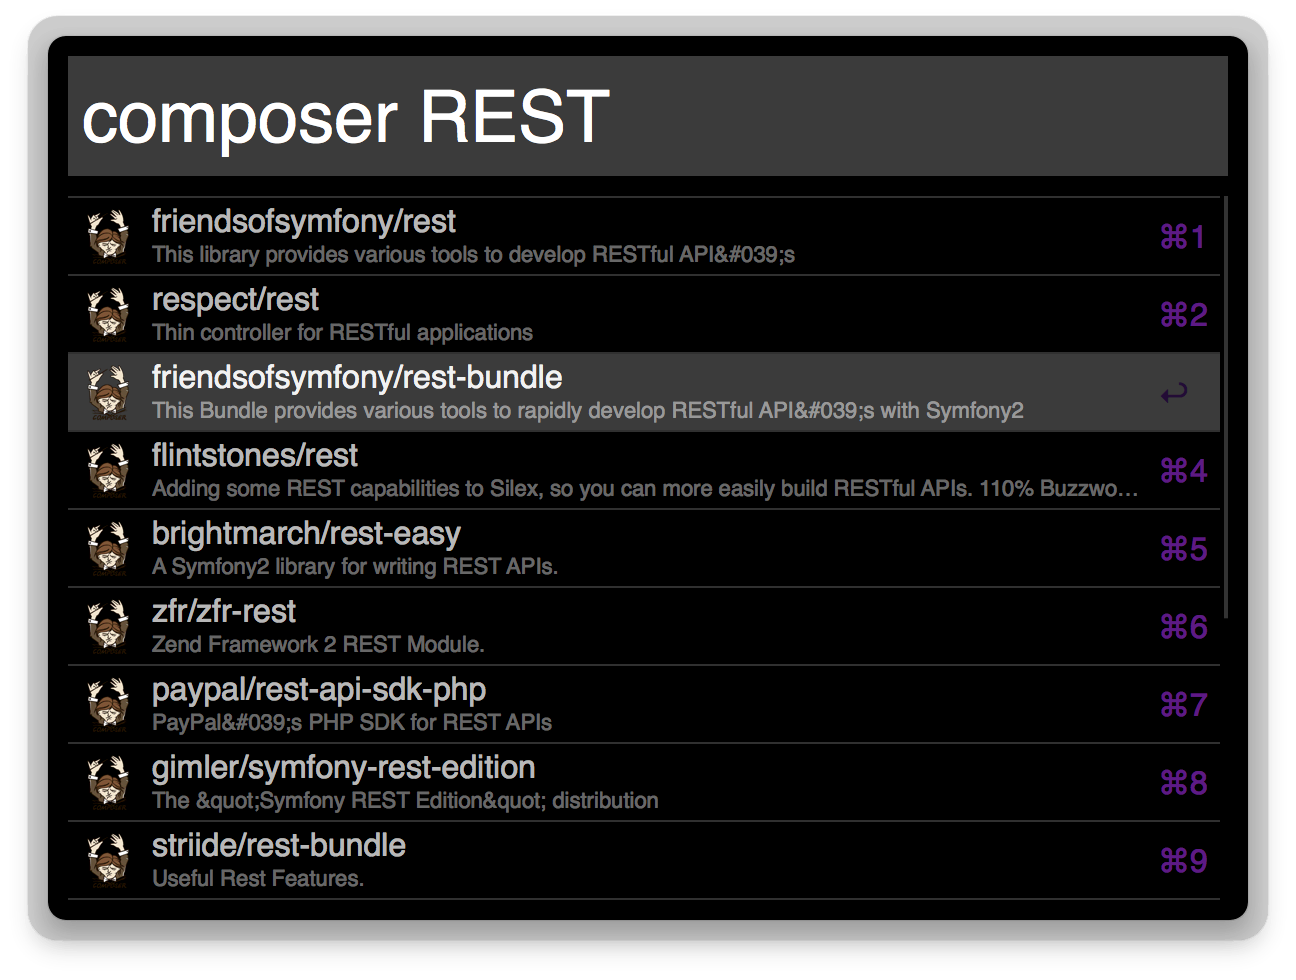 composer REST
friendsofsymfony/rest
This library provides various tools to develop RESTful API&#039;s
⌘1
respect/rest
Thin controller for RESTful applications
⌘2
friendsofsymfony/rest-bundle
This Bundle provides various tools to rapidly develop RESTful API&#039;s with Symfony2
↩
flintstones/rest
Adding some REST capabilities to Silex, so you can more easily build RESTful APIs. 110% Buzzwo…
⌘4
brightmarch/rest-easy
A Symfony2 library for writing REST APIs.
⌘5
zfr/zfr-rest
Zend Framework 2 REST Module.
⌘6
paypal/rest-api-sdk-php
PayPal&#039;s PHP SDK for REST APIs
⌘7
gimler/symfony-rest-edition
The &quot;Symfony REST Edition&quot; distribution
⌘8
striide/rest-bundle
Useful Rest Features.
⌘9